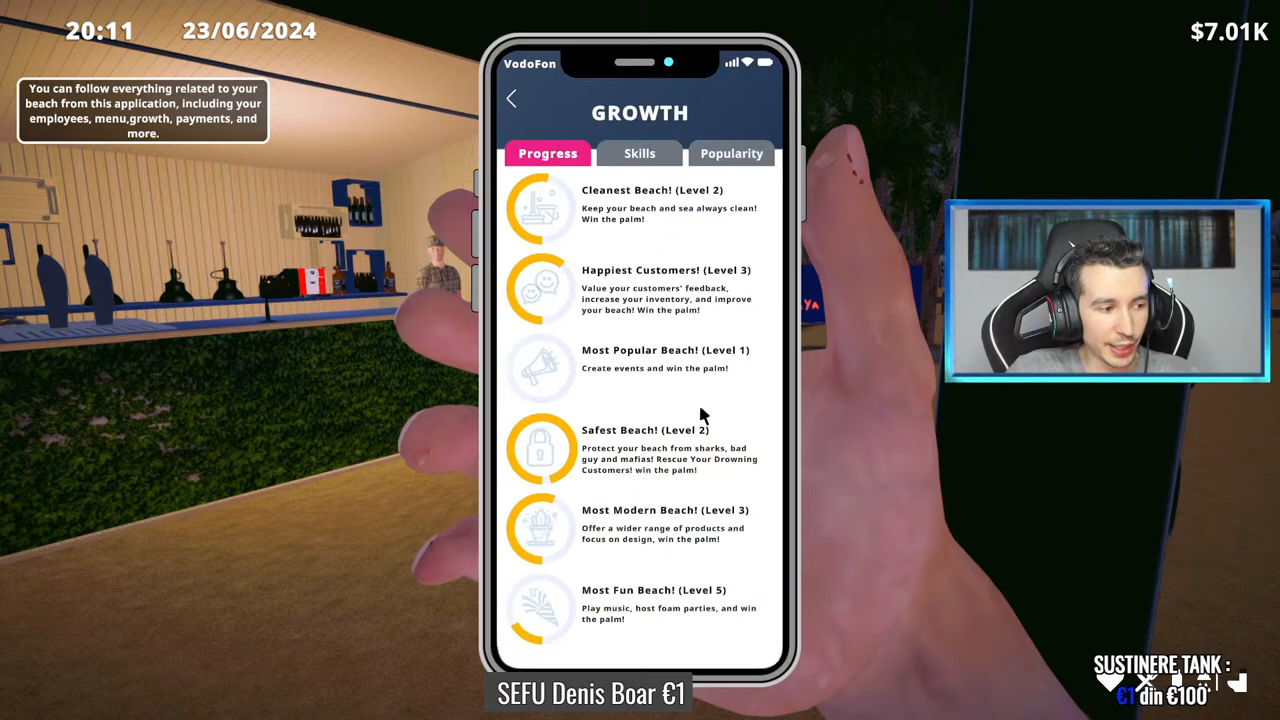 20:11
23/06/2024
$7.01K
You can follow everything related to your
beach from this application, including your
employees, menu,growth, payments, and
more.
VodoFon
GROWTH
Progress
Skills
Popularity
Cleanest Beach! (Level 2)
Keep your beach and sea always clean!
Win the palm!
Happiest Customers! (Level 3)
Value your customers' feedback,
increase your inventory, and improve
your beach! Win the palm!
Most Popular Beach! (Level 1)
Create events and win the palm!
Safest Beach! (Level 2)
Protect your beach from sharks, bad
guy and mafias! Rescue Your Drowning
Customers! win the palm!
Most Modern Beach! (Level 3)
Offer a wider range of products and
focus on design, win the palm!
Most Fun Beach! (Level 5)
Play music, host foam parties, and win
the palm!
SEFU Denis Boar €1
SUSTINERE TANK :
€1 din €100